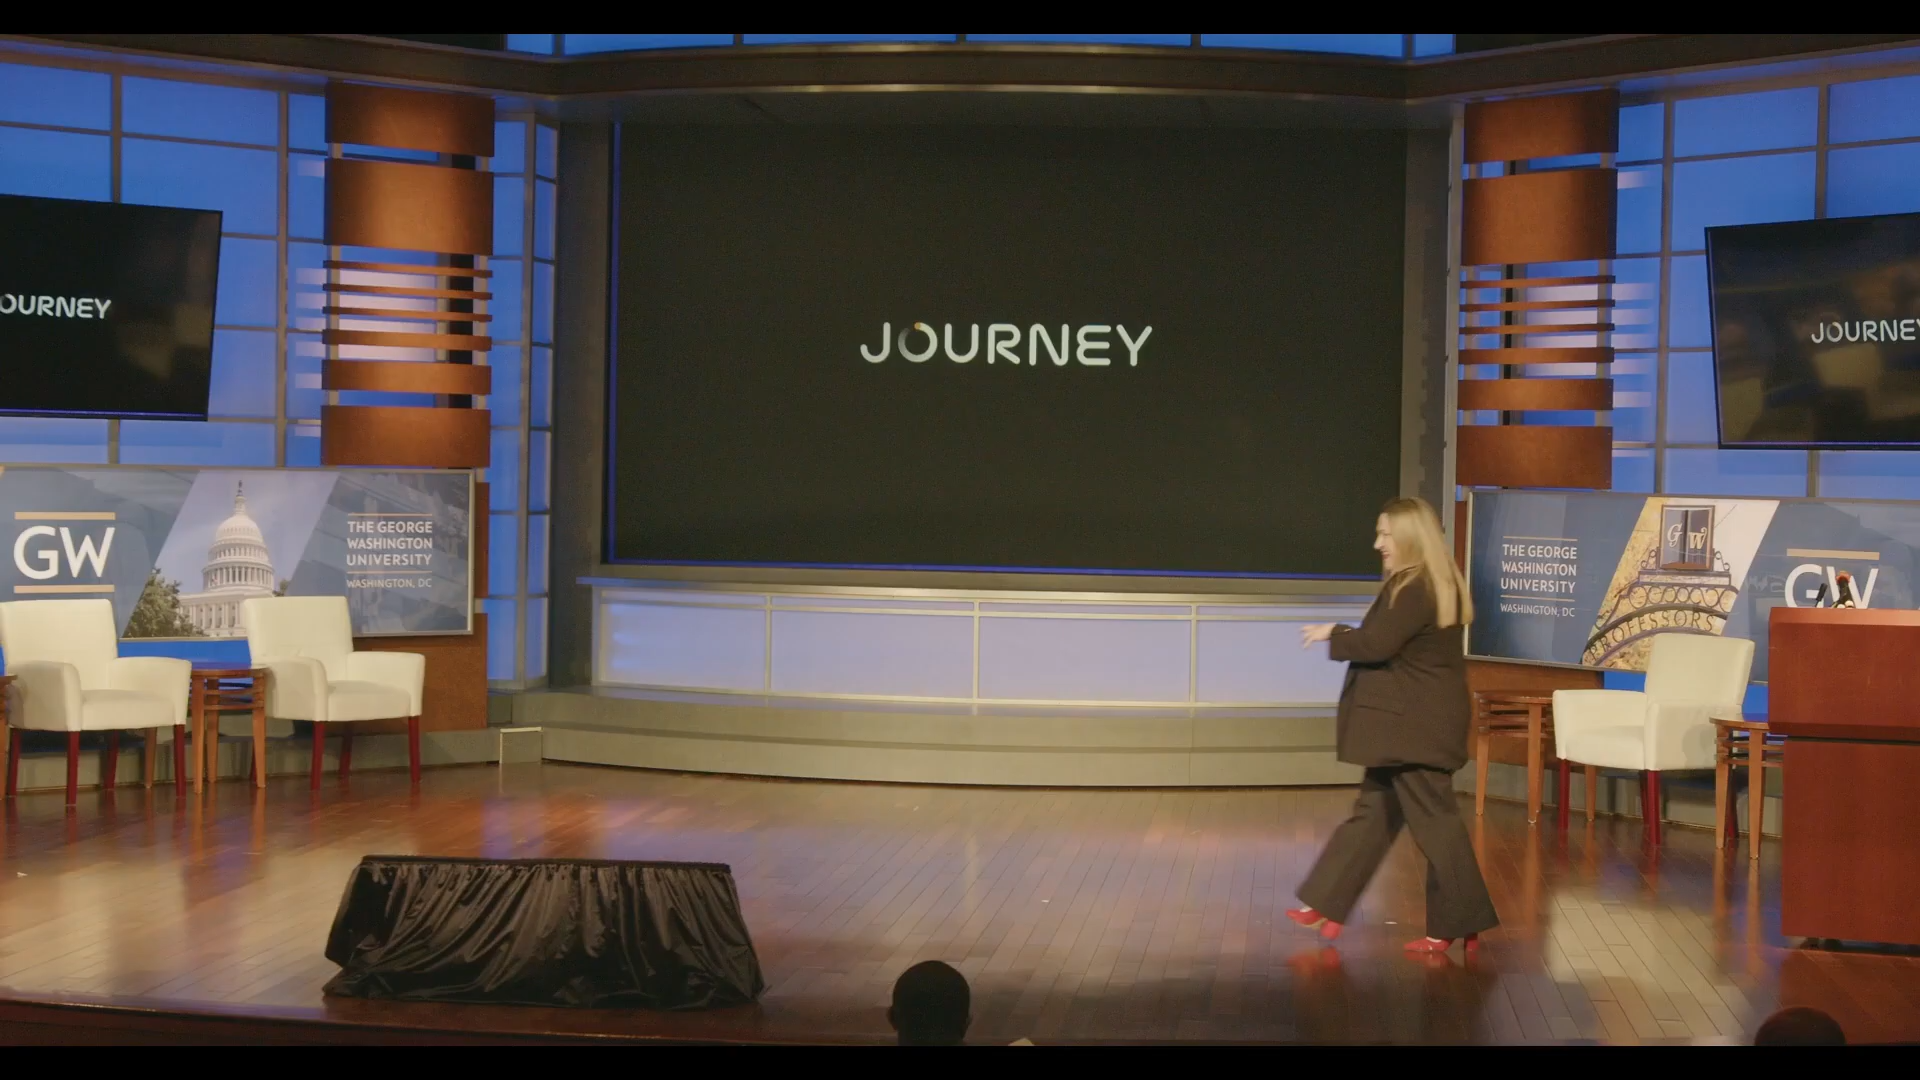 JOURNEY
OURNEY
JOURNEY
GW
THE GEORGE
WASHINGTON
UNIVERSITY
WASHINGTON, DC
THE GEORGE
WASHINGTON
UNIVERSITY
WASHINGTON, DC
G W
PROFESSORS
GW